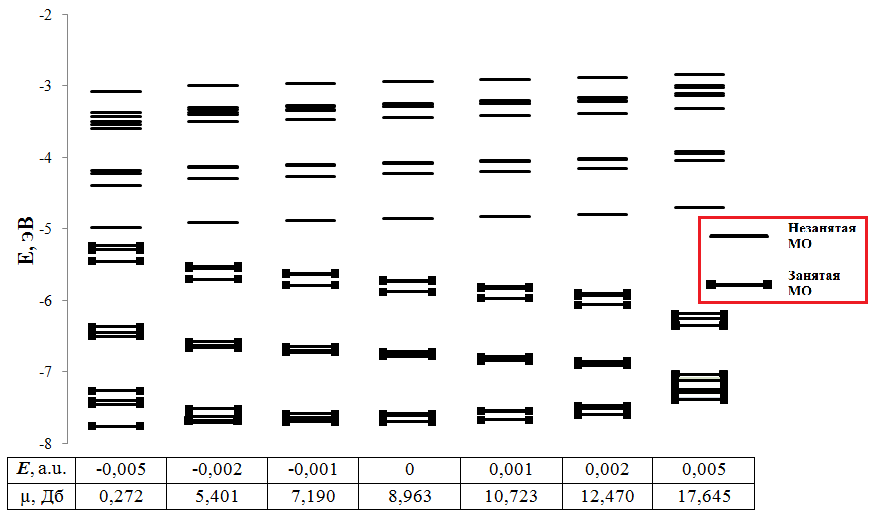 -2
-3
-4
-5
-6
-7
-8
E, эВ
Незанятая
МО
Занятая
МО
E, a.u. -0,005 -0,002 -0,001 0 0,001 0,002 0,005
μ, Дб 0,272 5,401 7,190 8,963 10,723 12,470 17,645